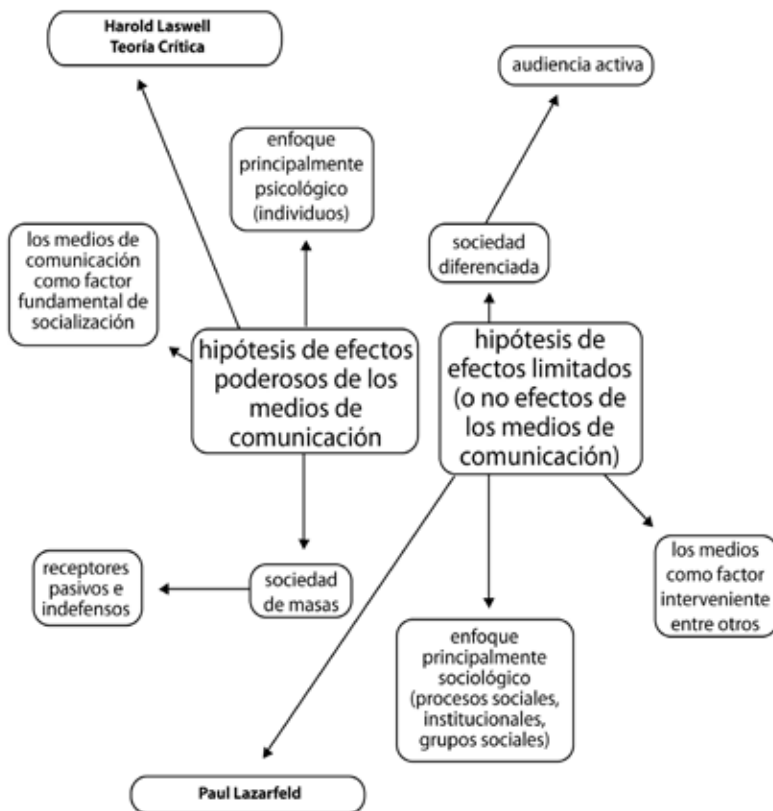 Harold Laswell
Teoría Crítica
audiencia activa
enfoque
principalmente
psicológico
(individuos)
los medios de
comunicación
como factor
fundamental de
socialización
sociedad
diferenciada
hipótesis de efectos
poderosos de los
medios de
comunicación
hipótesis de
efectos limitados
(o no efectos de
los medios de
comunicación)
receptores
pasivos e
indefensos
sociedad
de masas
los medios
como factor
interveniente
entre otros
enfoque
principalmente
sociológico
(procesos sociales,
institucionales,
grupos sociales)
Paul Lazarfeld